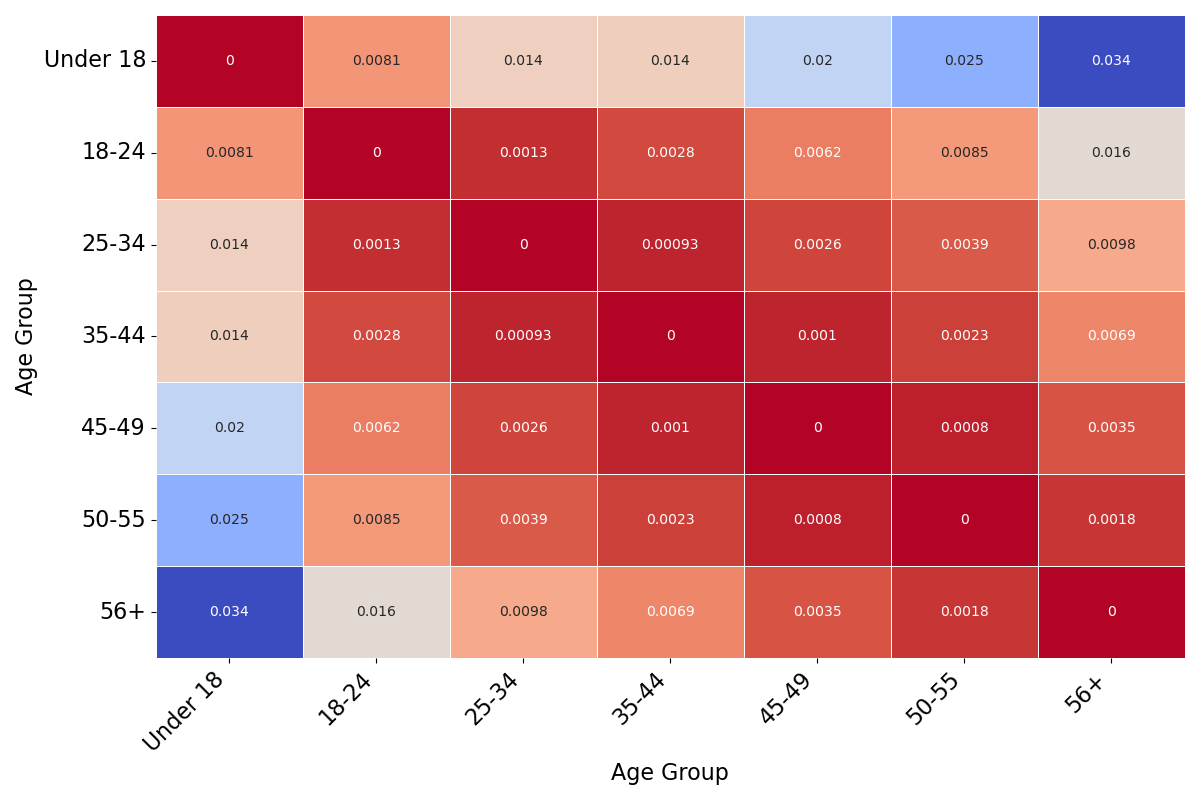 Under 18 0 0.0081 0.014 0.014 0.02 0.025 0.034
18-24 0.0081 0 0.0013 0.0028 0.0062 0.0085 0.016
25-34 0.014 0.0013 0 0.00093 0.0026 0.0039 0.0098
35-44 0.014 0.0028 0.00093 0 0.001 0.0023 0.0069
45-49 0.02 0.0062 0.0026 0.001 0 0.0008 0.0035
50-55 0.025 0.0085 0.0039 0.0023 0.0008 0 0.0018
56+ 0.034 0.016 0.0098 0.0069 0.0035 0.0018 0
Age Group
Under 18 18-24 25-34 35-44 45-49 50-55 56+
Age Group